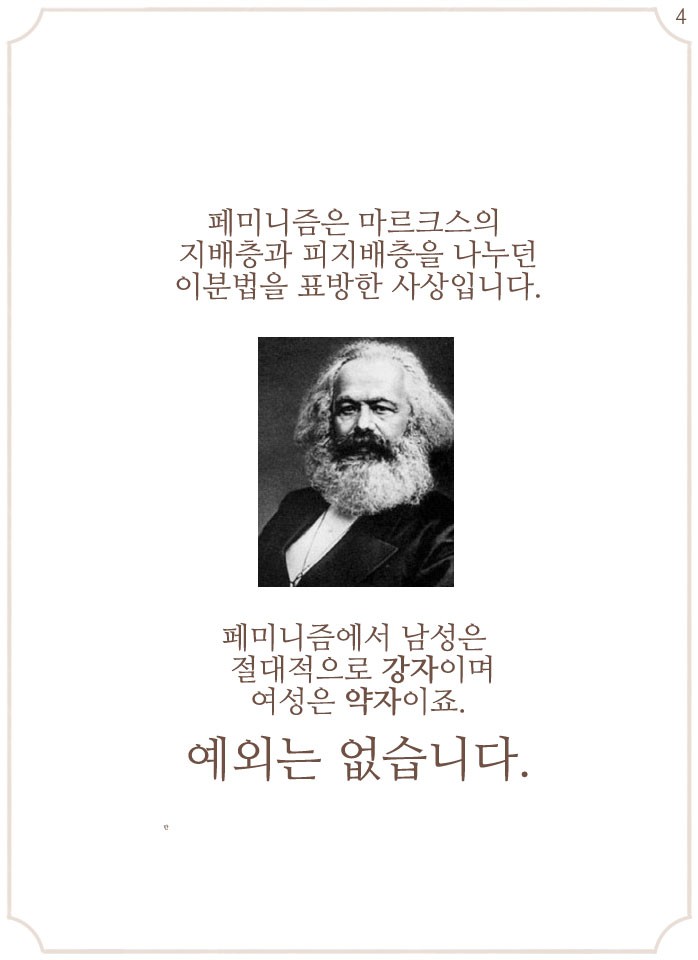 4
페미니즘은 마르크스의
지배층과 피지배층을 나누던
이분법을 표방한 사상입니다.
페미니즘에서 남성은
절대적으로 강자이며
여성은 약자이죠.
예외는 없습니다.
e